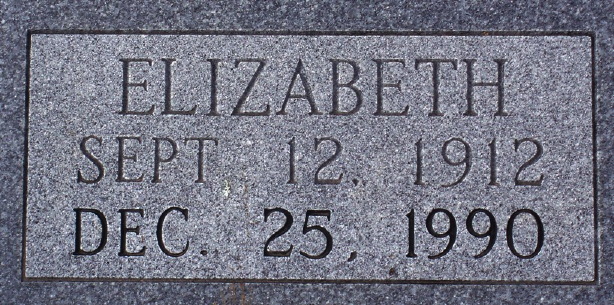 ELIZABETH
SEPT 12, 1912
DEC. 25, 1990